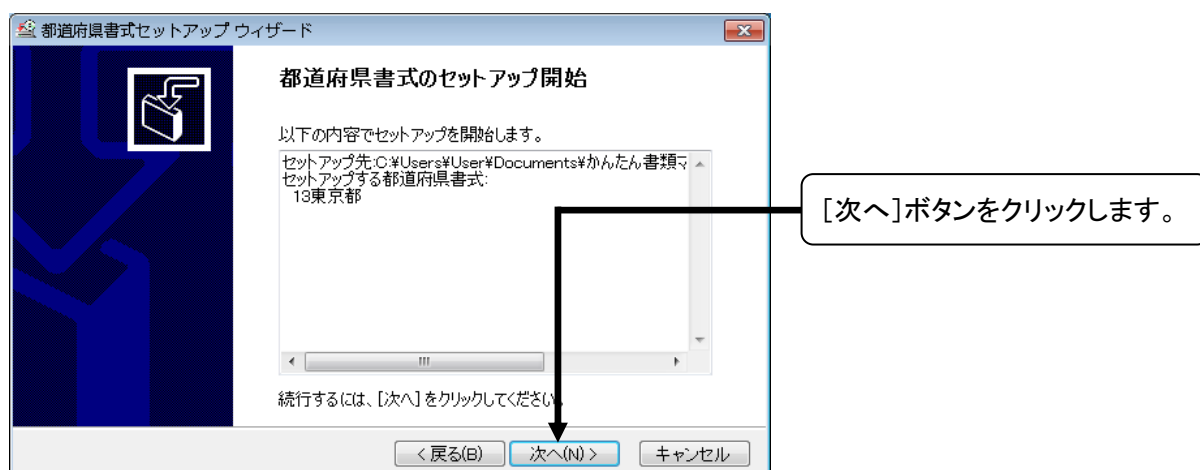 都道府県書式セットアップ ウィザード
都道府県書式のセットアップ開始
以下の内容でセットアップを開始します。
セットアップ先:C:¥Users¥User¥Documents¥かんたん書類マ
セットアップする都道府県書式:
13東京都
[次へ]ボタンをクリックします。
続行するには、[次へ] をクリックしてください。
< 戻る(B)
次へ(N) >
キャンセル